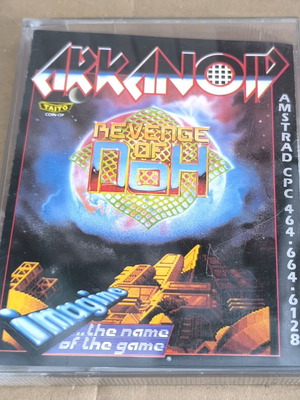 ARKANOID
TAITO
COIN-OP
REVENGE
OF
DOH
AMSTRAD CPC 464·664·6128
imagine
...the name
of the game